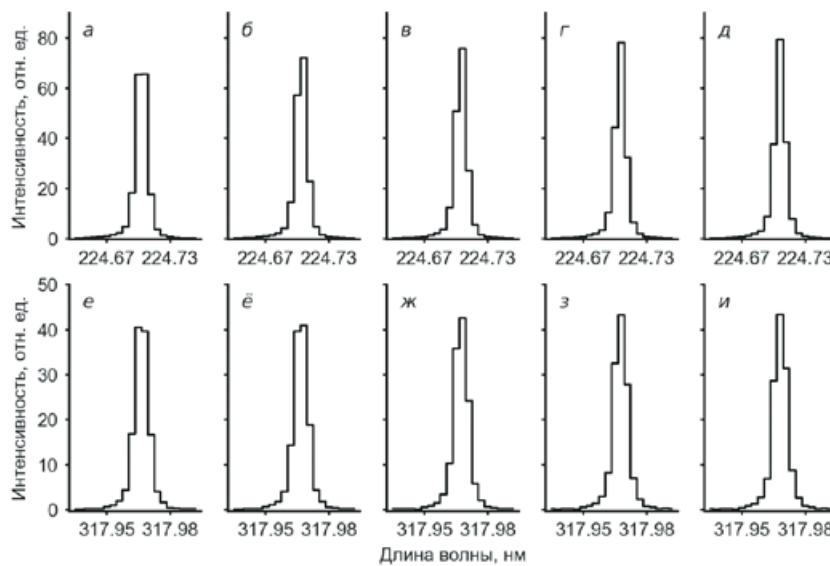 Интенсивность, отн. ед.
80
60
40
20
0
а
б
в
г
д
224.67 224.73
224.67 224.73
224.67 224.73
224.67 224.73
224.67 224.73
Интенсивность, отн. ед.
50
40
30
20
10
0
е
ё
ж
з
и
317.95 317.98
317.95 317.98
317.95 317.98
317.95 317.98
317.95 317.98
Длина волны, нм